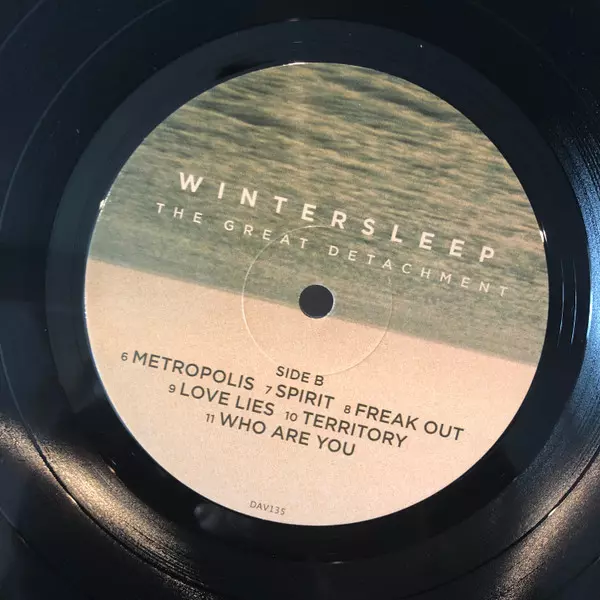 WINTERSLEEP
THE GREAT DETACHMENT
SIDE B
6 METROPOLIS 7 SPIRIT 8 FREAK OUT
9 LOVE LIES 10 TERRITORY
11 WHO ARE YOU
DAV135